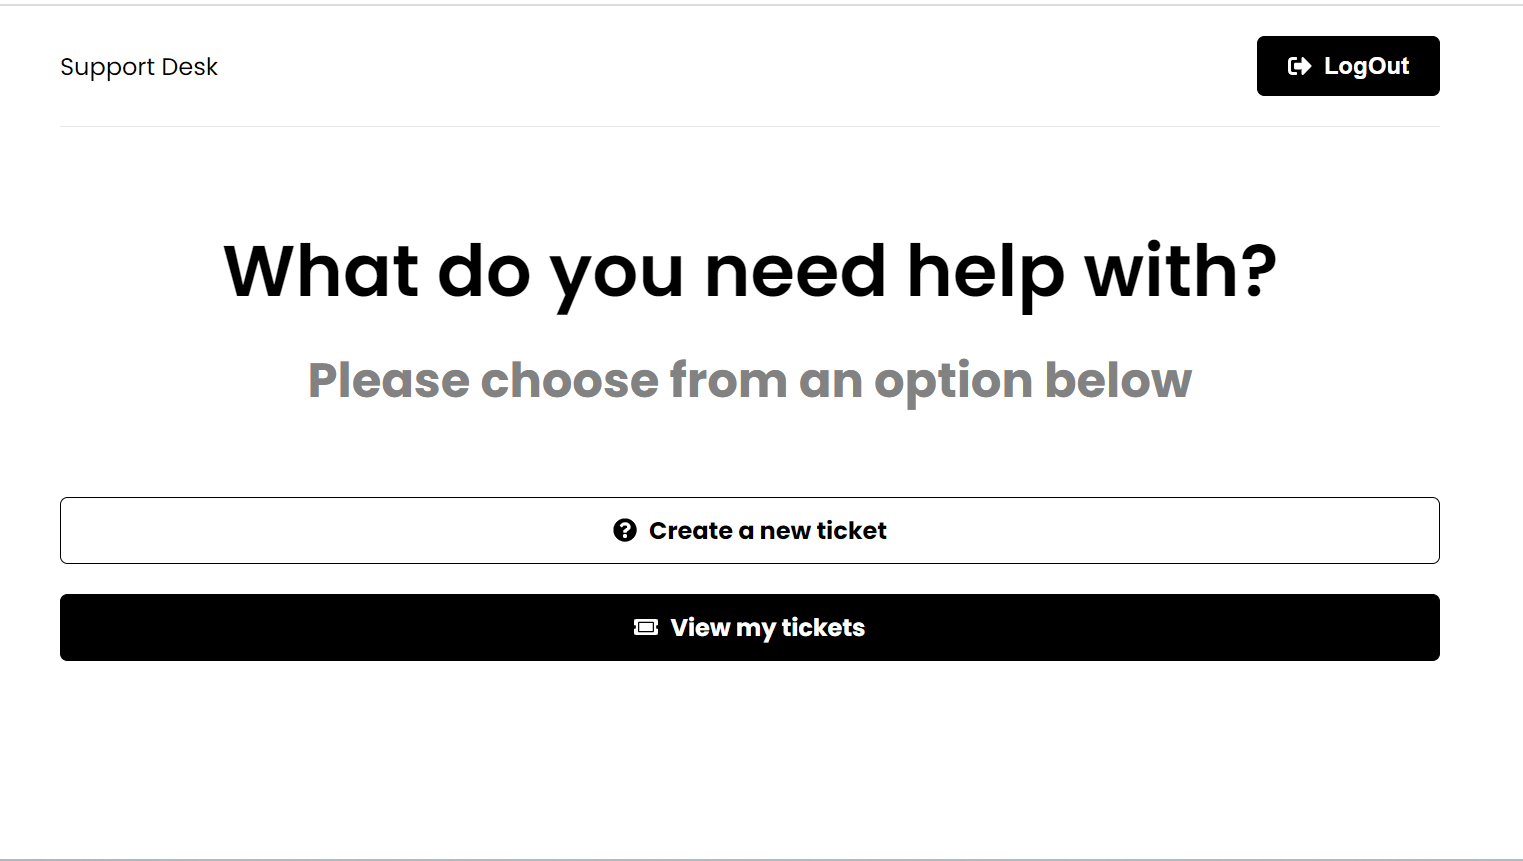 Support Desk
LogOut
What do you need help with?
Please choose from an option below
Create a new ticket
View my tickets